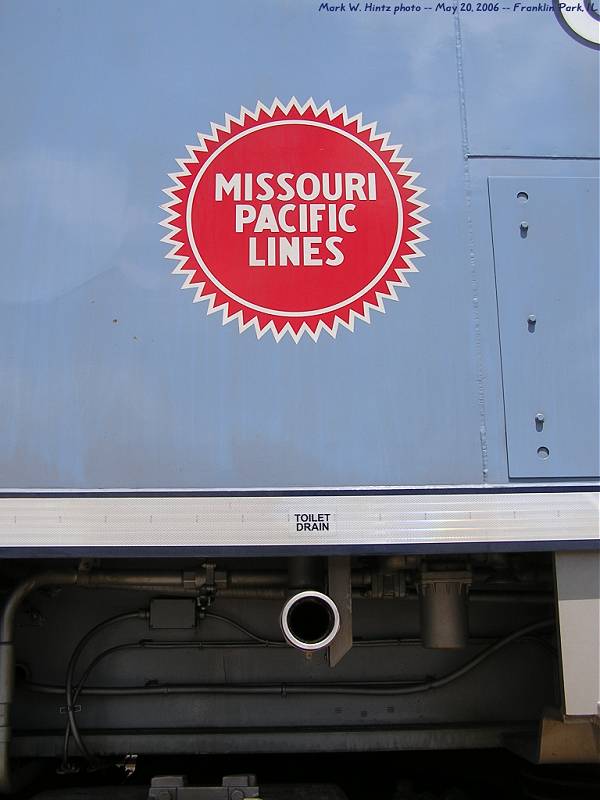 Mark W. Hintz photo -- May 20, 2006 -- Franklin Park, IL
MISSOURI
PACIFIC
LINES
TOILET
DRAIN